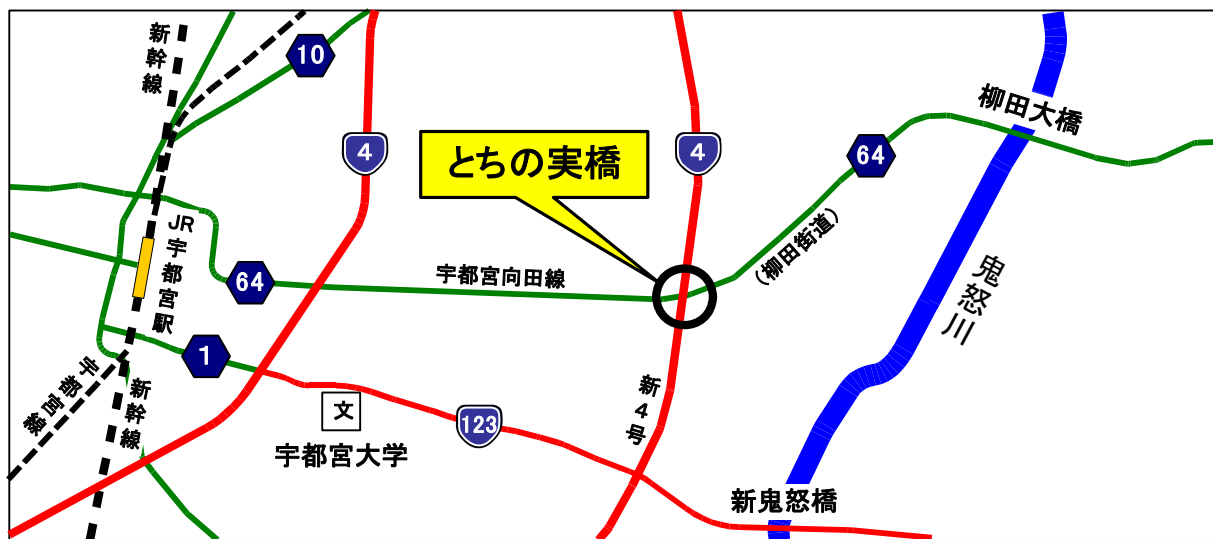 新幹線
10
4
とちの実橋
4
柳田大橋
64
(柳田街道)
JR宇都宮駅
64
宇都宮向田線
鬼怒川
1
宇都宮線
新幹線
文
宇都宮大学
123
新4号
新鬼怒橋